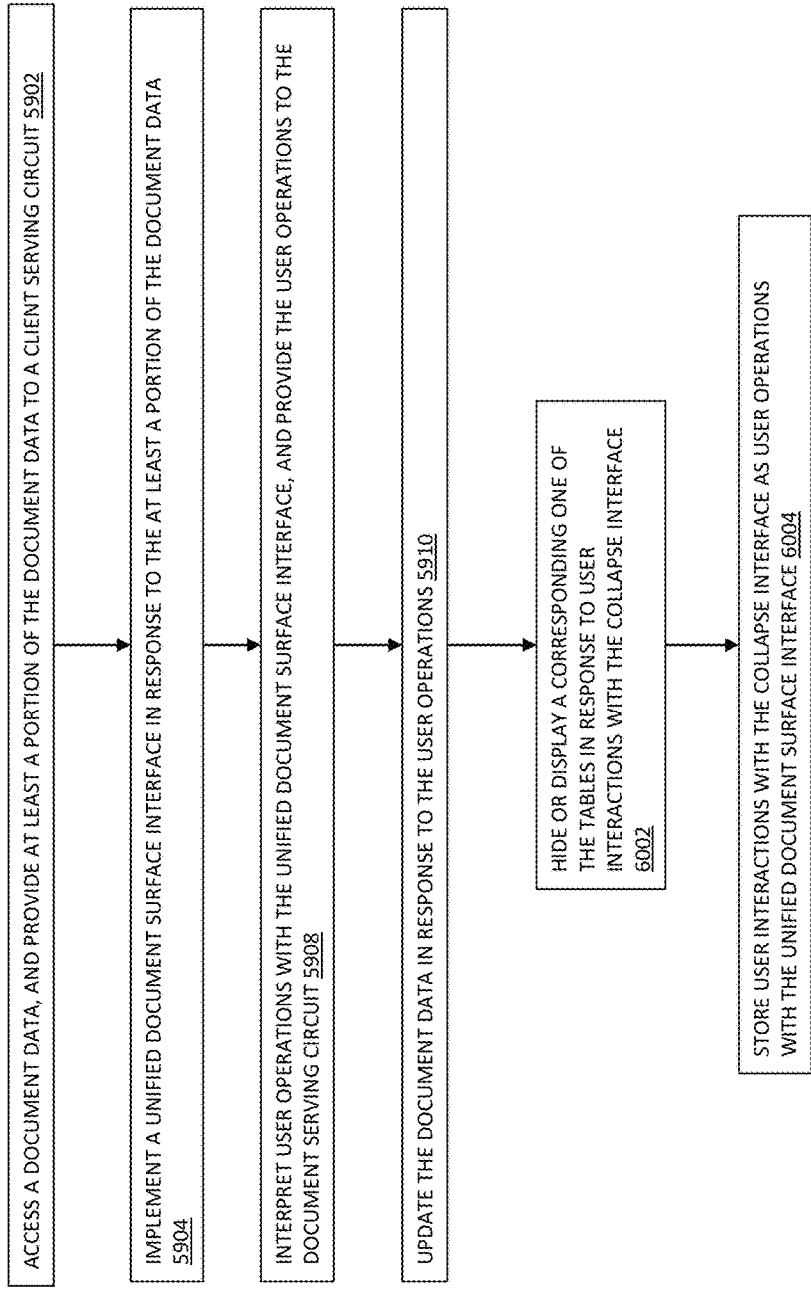 ACCESS A DOCUMENT DATA, AND PROVIDE AT LEAST A PORTION OF THE DOCUMENT DATA TO A CLIENT SERVING CIRCUIT 5902
IMPLEMENT A UNIFIED DOCUMENT SURFACE INTERFACE IN RESPONSE TO THE AT LEAST A PORTION OF THE DOCUMENT DATA
5904
INTERPRET USER OPERATIONS WITH THE UNIFIED DOCUMENT SURFACE INTERFACE, AND PROVIDE THE USER OPERATIONS TO THE
DOCUMENT SERVING CIRCUIT 5908
UPDATE THE DOCUMENT DATA IN RESPONSE TO THE USER OPERATIONS 5910
HIDE OR DISPLAY A CORRESPONDING ONE OF
THE TABLES IN RESPONSE TO USER
INTERACTIONS WITH THE COLLAPSE INTERFACE
6002
STORE USER INTERACTIONS WITH THE COLLAPSE INTERFACE AS USER OPERATIONS
WITH THE UNIFIED DOCUMENT SURFACE INTERFACE 6004